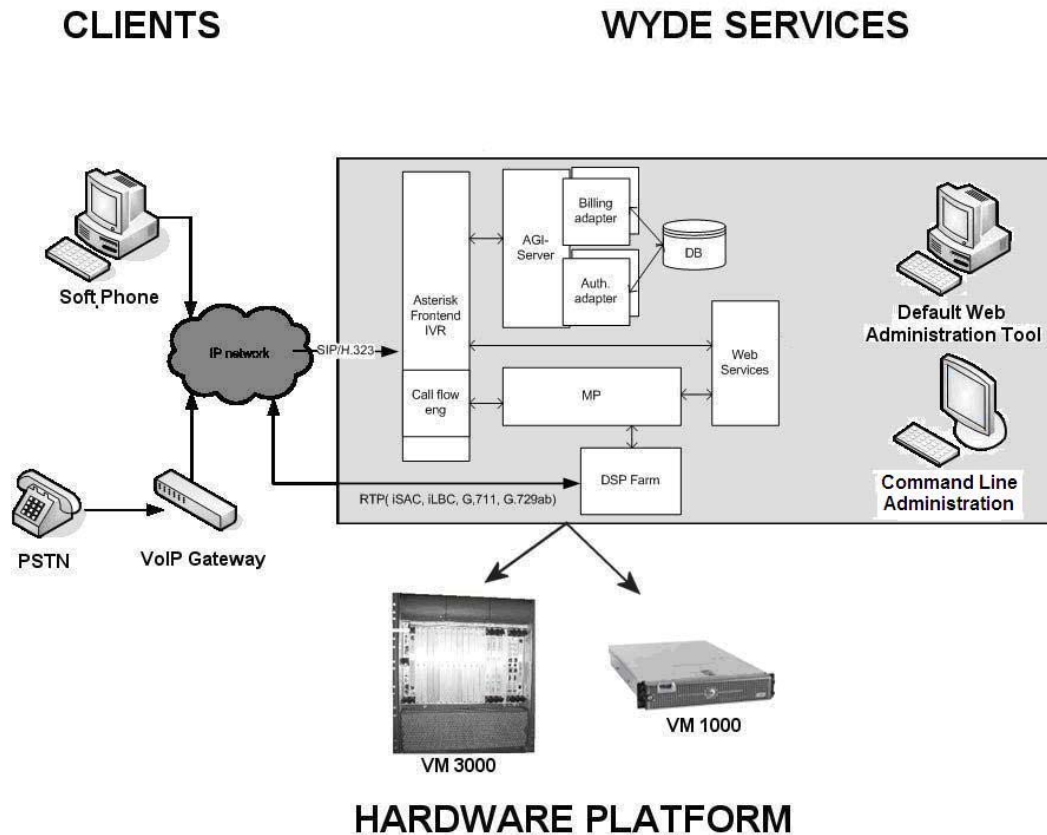 CLIENTS
WYDE SERVICES
Soft Phone
IP network
SIP/H.323
PSTN
VoIP Gateway
Asterisk
Frontend
IVR
Call flow
eng
AGI-
Server
Billing
adapter
Auth.
adapter
DB
Web
Services
MP
DSP Farm
RTP( iSAC, iLBC, G,711, G.729ab)
Default Web
Administration Tool
Command Line
Administration
VM 3000
VM 1000
HARDWARE PLATFORM